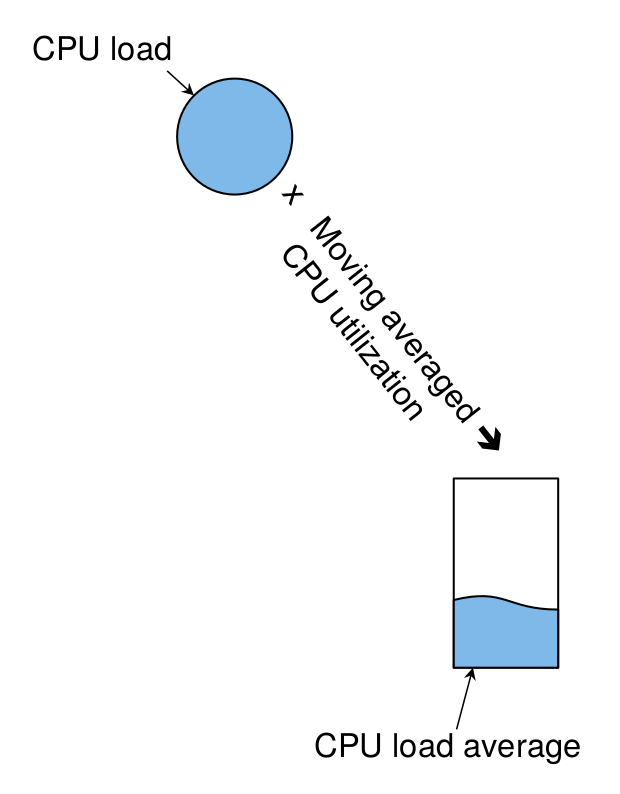 CPU load
x Moving averaged
CPU utilization
CPU load average